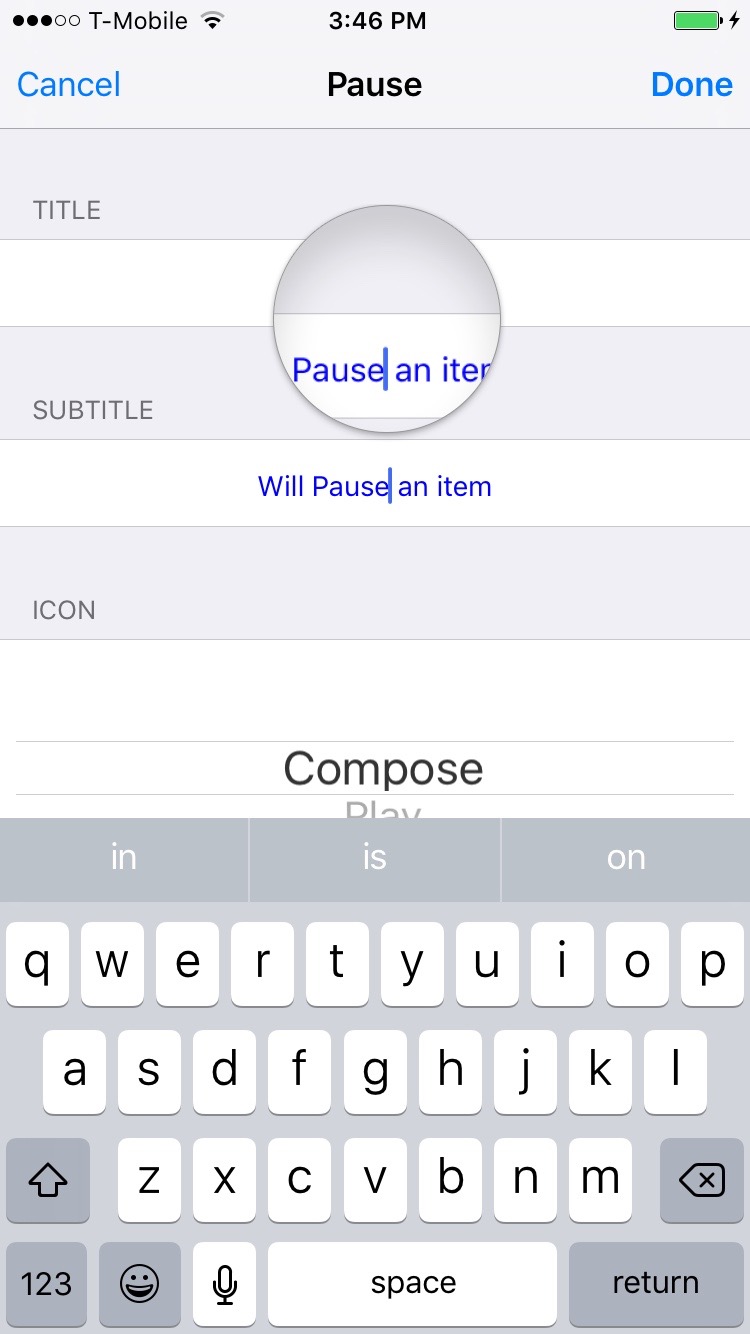 T-Mobile 3:46 PM
Cancel Pause Done
TITLE
Pause an iter
SUBTITLE
Will Pause an item
ICON
Compose
Play
in is on
q w e r t y u i o p
a s d f g h j k l
z x c v b n m
123 space return